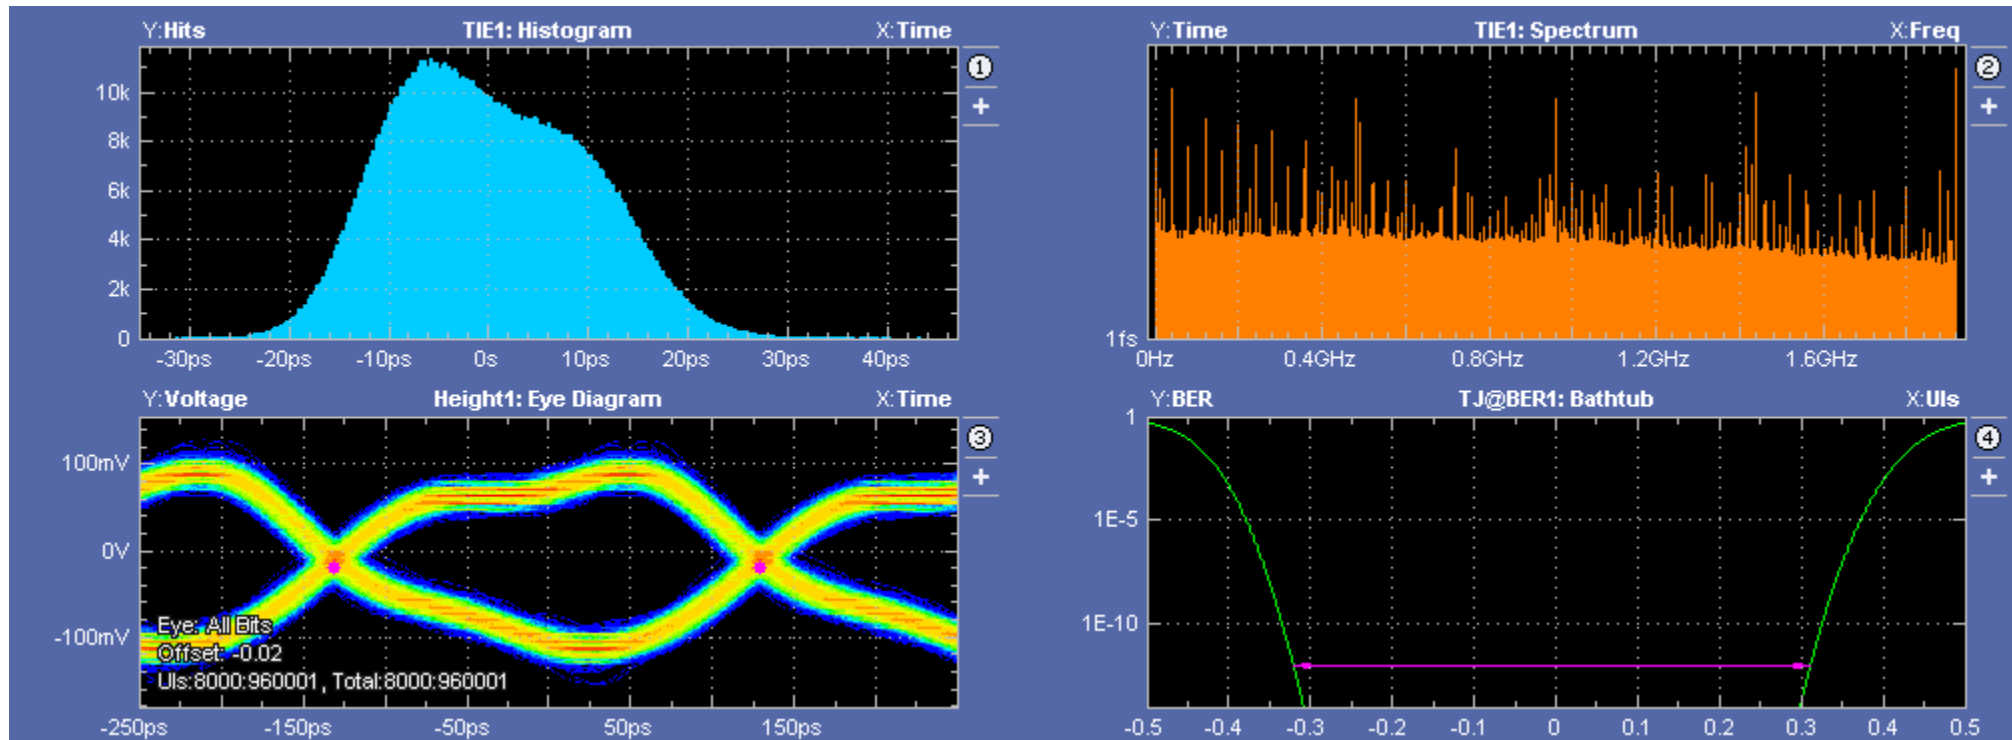 Y:Hits TIE1: Histogram X:Time
10k
8k
6k
4k
2k
0
-30ps -20ps -10ps 0s 10ps 20ps 30ps 40ps
1
+
Y:Time TIE1: Spectrum X:Freq
1fs
0Hz 0.4GHz 0.8GHz 1.2GHz 1.6GHz
2
+
Y:Voltage Height1: Eye Diagram X:Time
100mV
0V
-100mV
Eye: All Bits
Offset: -0.02
UIs:8000:960001, Total:8000:960001
-250ps -150ps -50ps 50ps 150ps
3
+
Y:BER TJ@BER1: Bathtub X:UIs
1
1E-5
1E-10
-0.5 -0.4 -0.3 -0.2 -0.1 0 0.1 0.2 0.3 0.4 0.5
4
+